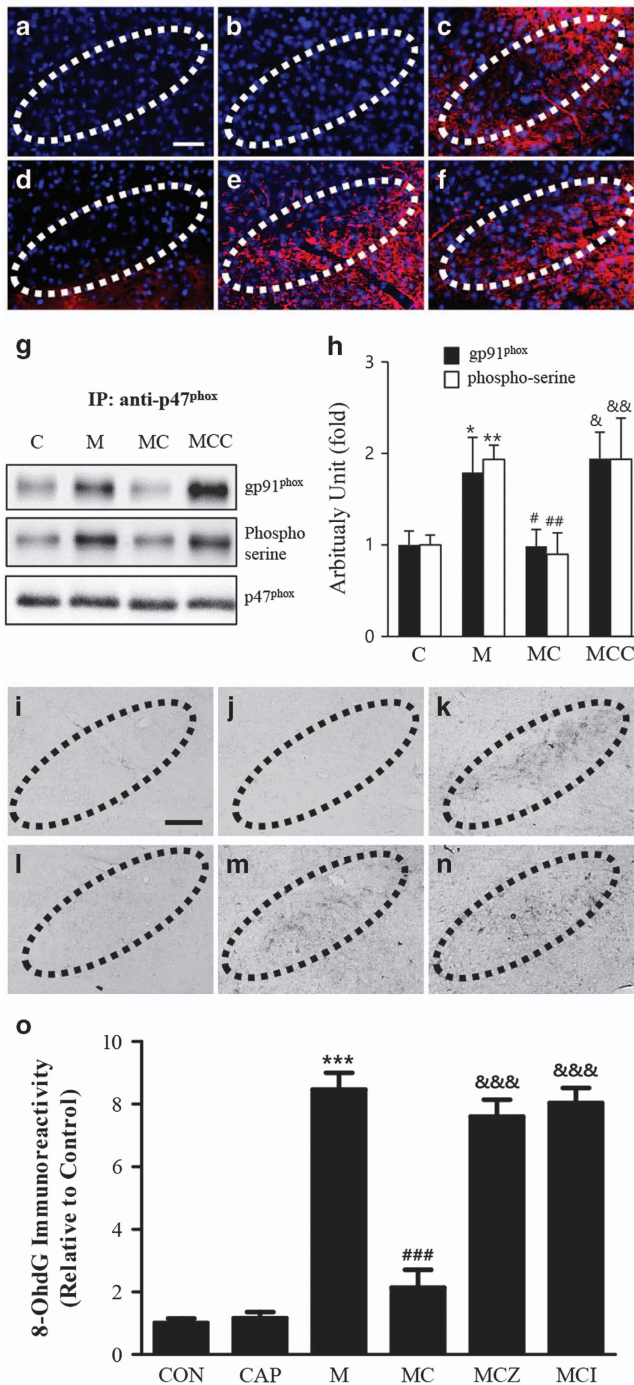 a
b
c
d
e
f
g
IP: anti-p47phox
C M MC MCC
gp91phox
Phospho
serine
p47phox
h
gp91phox
phospho-serine
Arbitualy Unit (fold)
3
2
1
0
* ** # ## & &&
C M MC MCC
i
j
k
l
m
n
o
8-OhdG Immunoreactivity
(Relative to Control)
10
8
6
4
2
0
*** ### &&& &&&
CON CAP M MC MCZ MCI